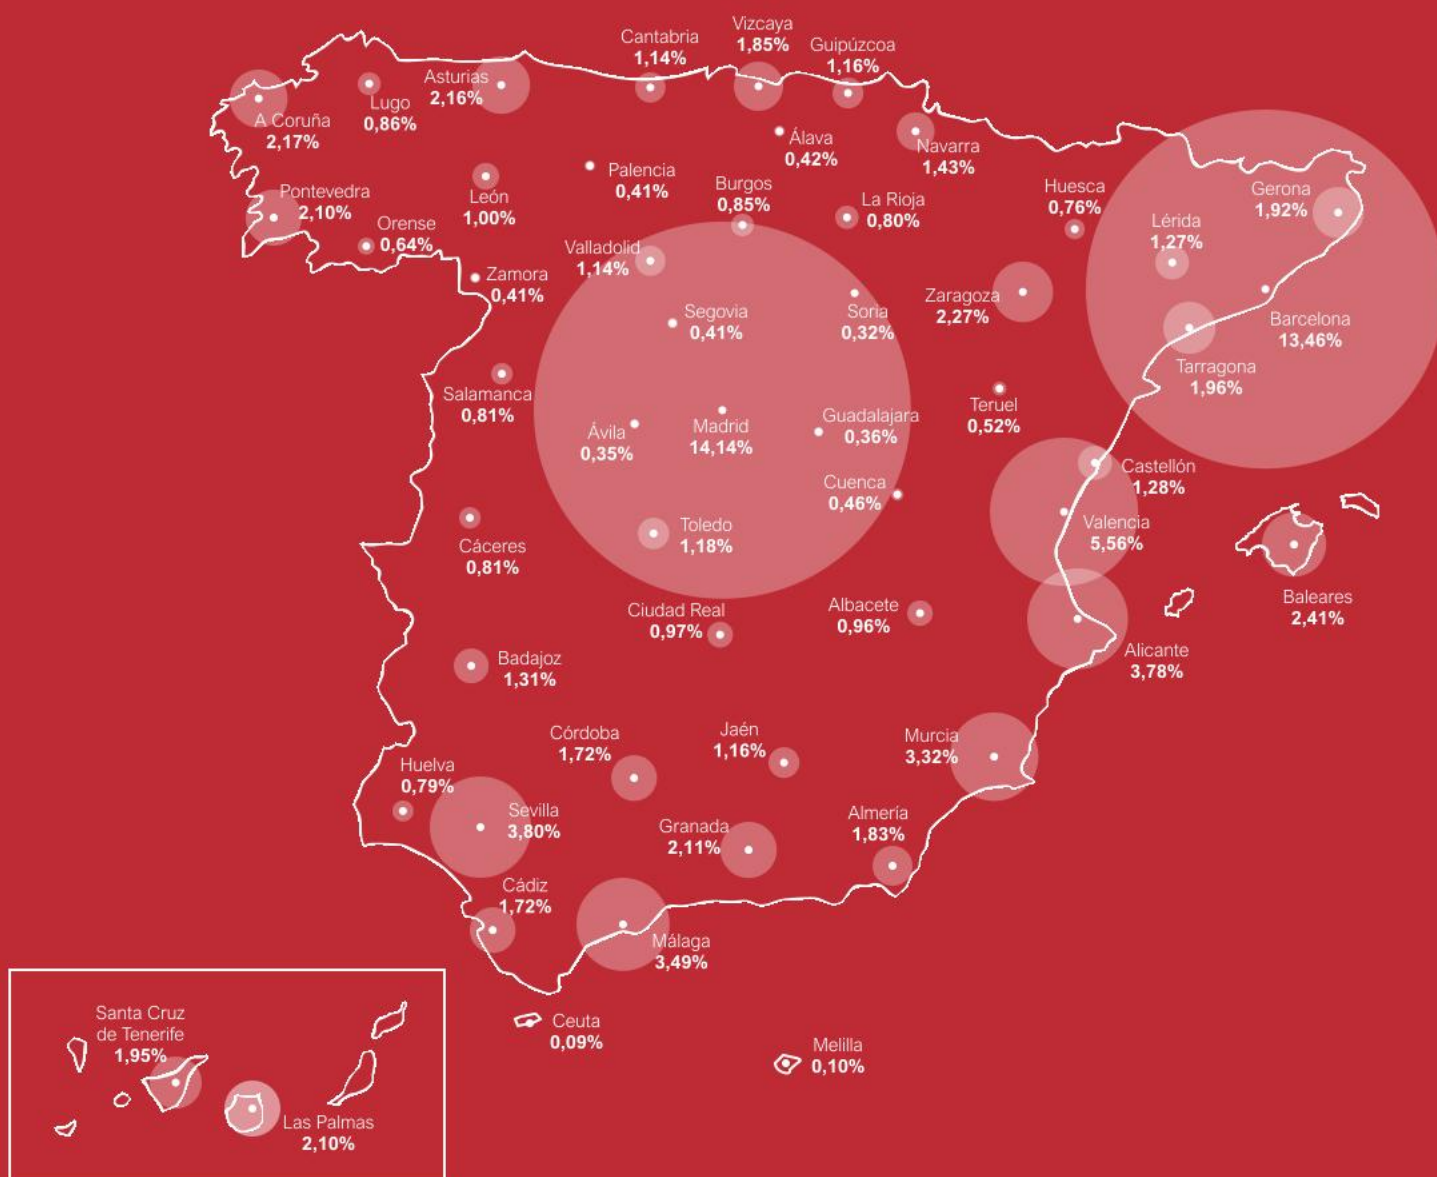 Vizcaya
1,85%
Cantabria
1,14%
Guipúzcoa
1,16%
Asturias
2,16%
Lugo
0,86%
A Coruña
2,17%
Álava
0,42%
Navarra
1,43%
Palencia
0,41%
León
1,00%
Burgos
0,85%
La Rioja
0,80%
Huesca
0,76%
Gerona
1,92%
Pontevedra
2,10%
Orense
0,64%
Lérida
1,27%
Valladolid
1,14%
Zamora
0,41%
Segovia
0,41%
Soria
0,32%
Zaragoza
2,27%
Barcelona
13,46%
Tarragona
1,96%
Salamanca
0,81%
Ávila
0,35%
Madrid
14,14%
Guadalajara
0,36%
Teruel
0,52%
Cuenca
0,46%
Castellón
1,28%
Valencia
5,56%
Toledo
1,18%
Cáceres
0,81%
Ciudad Real
0,97%
Albacete
0,96%
Baleares
2,41%
Alicante
3,78%
Badajoz
1,31%
Córdoba
1,72%
Jaén
1,16%
Murcia
3,32%
Huelva
0,79%
Sevilla
3,80%
Granada
2,11%
Almería
1,83%
Cádiz
1,72%
Málaga
3,49%
Ceuta
0,09%
Melilla
0,10%
Santa Cruz
de Tenerife
1,95%
Las Palmas
2,10%